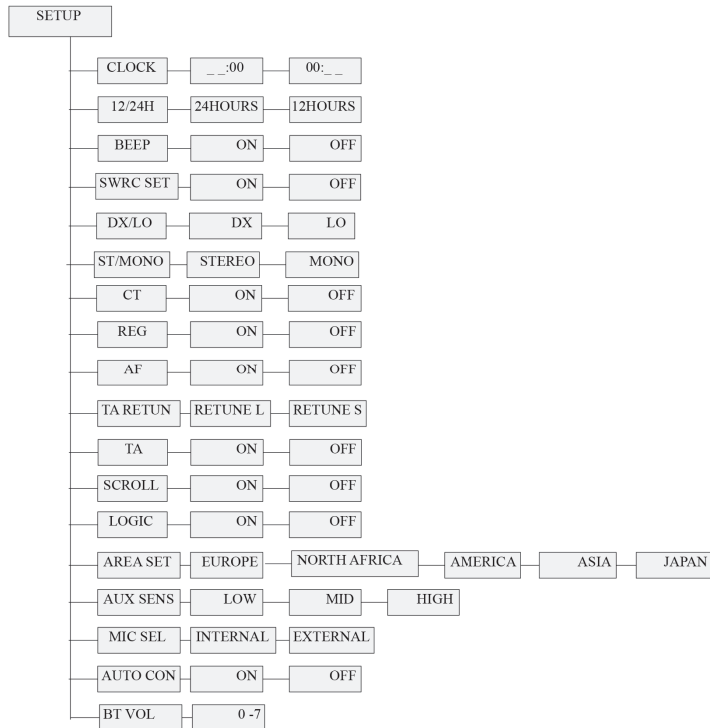 SETUP
CLOCK _ _:00 00:_ _
12/24H 24HOURS 12HOURS
BEEP ON OFF
SWRC SET ON OFF
DX/LO DX LO
ST/MONO STEREO MONO
CT ON OFF
REG ON OFF
AF ON OFF
TA RETUN RETUNE L RETUNE S
TA ON OFF
SCROLL ON OFF
LOGIC ON OFF
AREA SET EUROPE NORTH AFRICA AMERICA ASIA JAPAN
AUX SENS LOW MID HIGH
MIC SEL INTERNAL EXTERNAL
AUTO CON ON OFF
BT VOL 0 -7